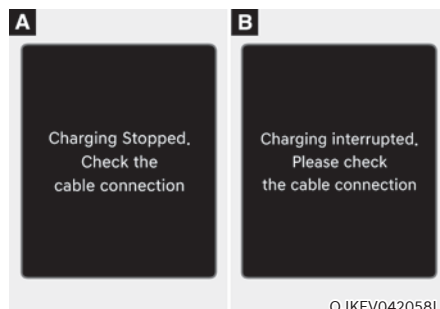 A
Charging Stopped.
Check the
cable connection
B
Charging interrupted.
Please check
the cable connection